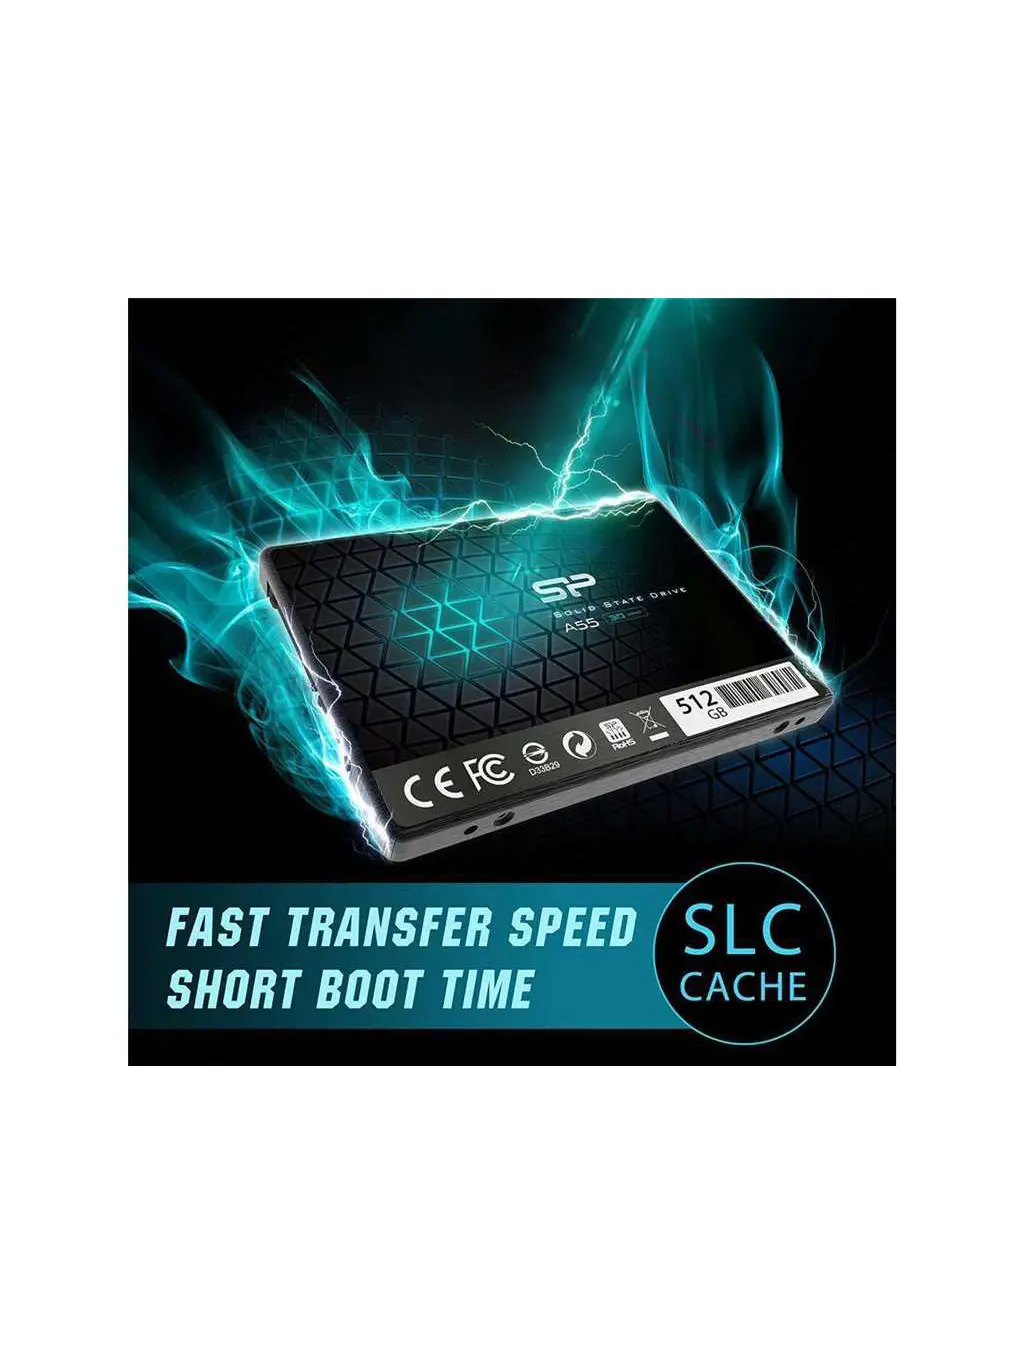 SP
SOLID STATE DRIVE
A55
512
GB
CE FC
D33B29
RoHS
FAST TRANSFER SPEED
SHORT BOOT TIME
SLC
CACHE